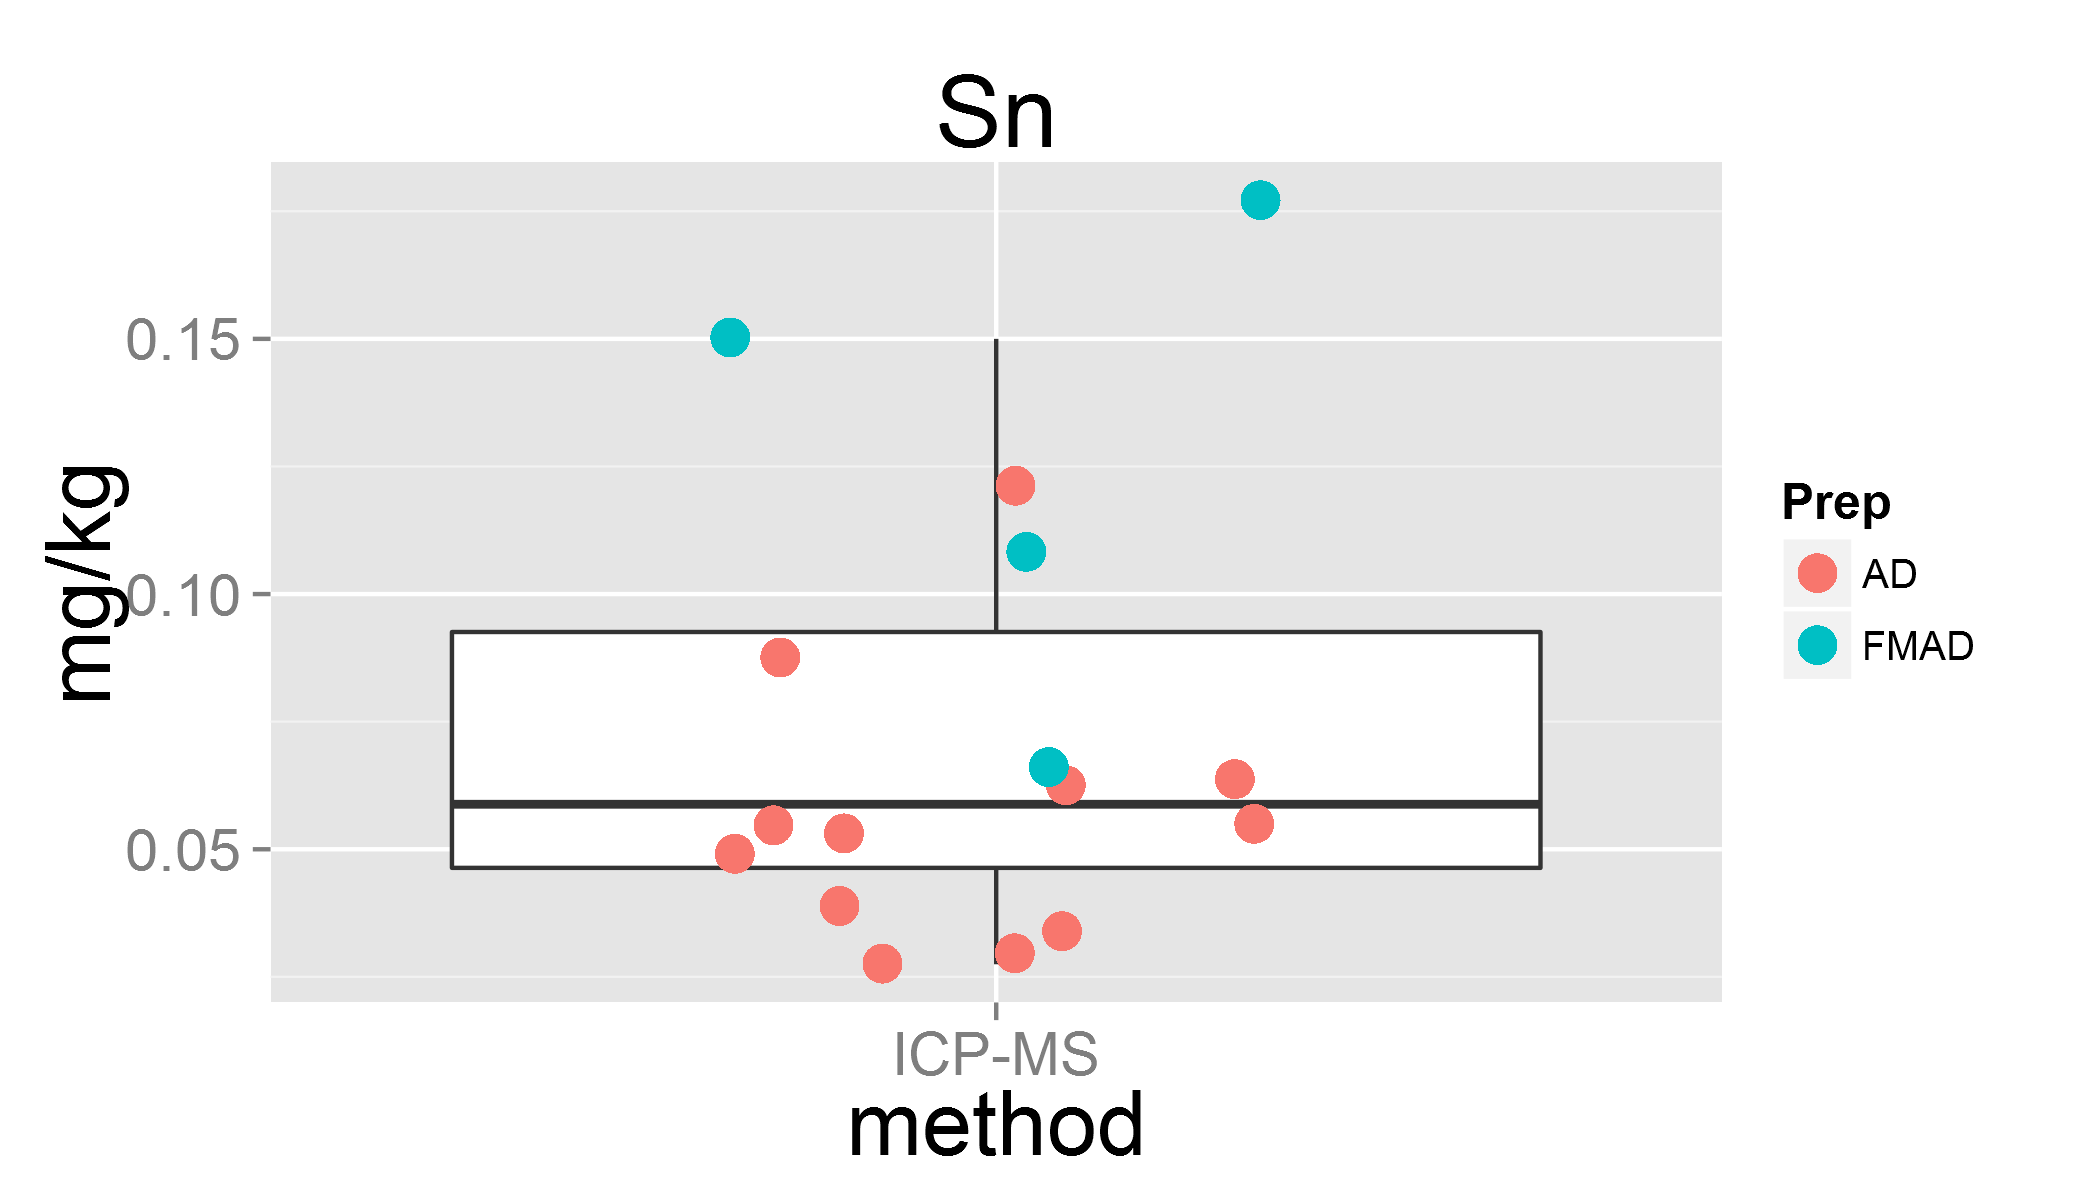 Sn
mg/kg
0.15
0.10
0.05
ICP-MS
method
Prep
AD
FMAD